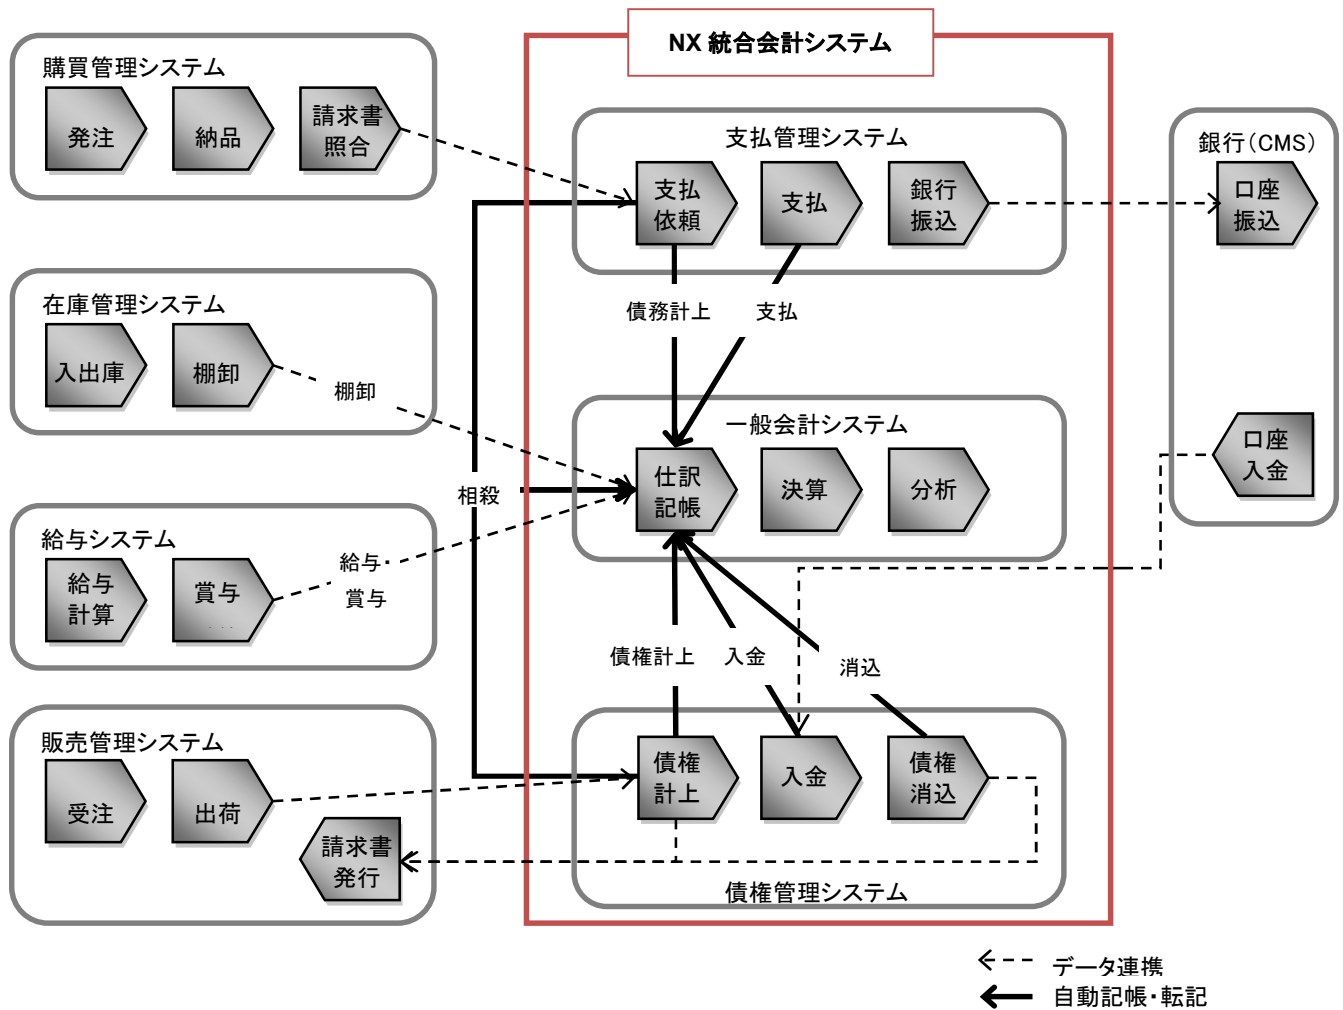 NX 統合会計システム
購買管理システム
発注
納品
請求書
照合
支払管理システム
支払
依頼
支払
銀行
振込
銀行(CMS)
口座
振込
債務計上
支払
在庫管理システム
入出庫
棚卸
棚卸
一般会計システム
仕訳
記帳
決算
分析
口座
入金
相殺
給与システム
給与
計算
賞与
給与・
賞与
債権計上
入金
消込
販売管理システム
受注
出荷
請求書
発行
債権
計上
入金
債権
消込
債権管理システム
データ連携
自動記帳・転記